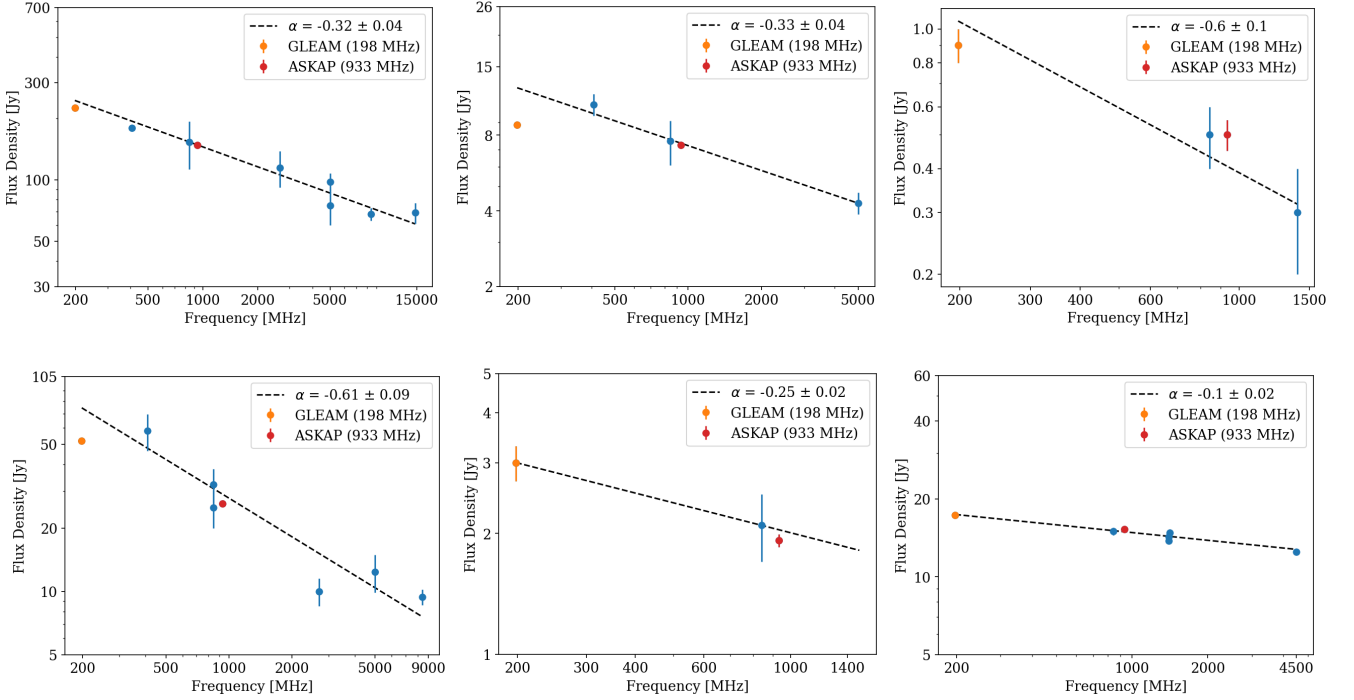 700
300
100
50
30
Flux Density [Jy]
α = -0.32 ± 0.04
GLEAM (198 MHz)
ASKAP (933 MHz)
200 500 1000 2000 5000 15000
Frequency [MHz]
26
15
8
4
2
Flux Density [Jy]
α = -0.33 ± 0.04
GLEAM (198 MHz)
ASKAP (933 MHz)
200 500 1000 2000 5000
Frequency [MHz]
1.0
0.8
0.6
0.4
0.3
0.2
Flux Density [Jy]
α = -0.6 ± 0.1
GLEAM (198 MHz)
ASKAP (933 MHz)
200 300 400 600 1000 1500
Frequency [MHz]
105
50
20
10
5
Flux Density [Jy]
α = -0.61 ± 0.09
GLEAM (198 MHz)
ASKAP (933 MHz)
200 500 1000 2000 5000 9000
Frequency [MHz]
5
4
3
2
1
Flux Density [Jy]
α = -0.25 ± 0.02
GLEAM (198 MHz)
ASKAP (933 MHz)
200 300 400 600 1000 1400
Frequency [MHz]
60
40
20
10
5
Flux Density [Jy]
α = -0.1 ± 0.02
GLEAM (198 MHz)
ASKAP (933 MHz)
200 1000 2000 4500
Frequency [MHz]